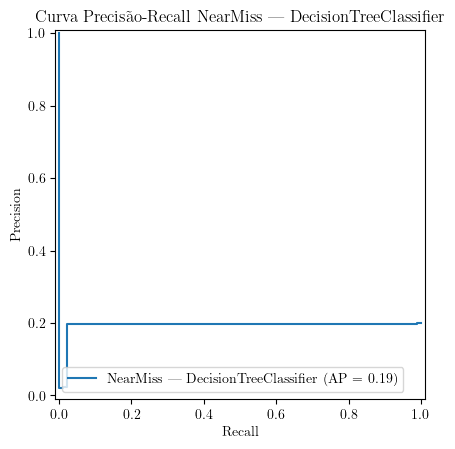 Curva Precisão-Recall NearMiss — DecisionTreeClassifier
1.0
0.8
0.6
0.4
0.2
0.0
Precision
NearMiss — DecisionTreeClassifier (AP = 0.19)
0.0 0.2 0.4 0.6 0.8 1.0
Recall